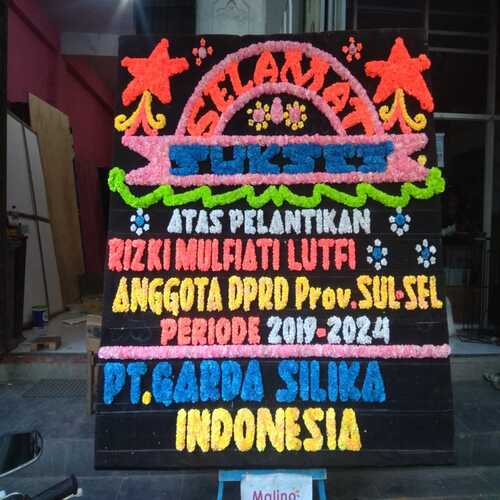 SELAMAT
SUKSES
ATAS PELANTIKAN
RIZKI MULFIATI LUTFI
ANGGOTA DPRD Prov. SUL-SEL
PERIODE 2019-2024
PT. GARDA SILIKA
INDONESIA
Malino